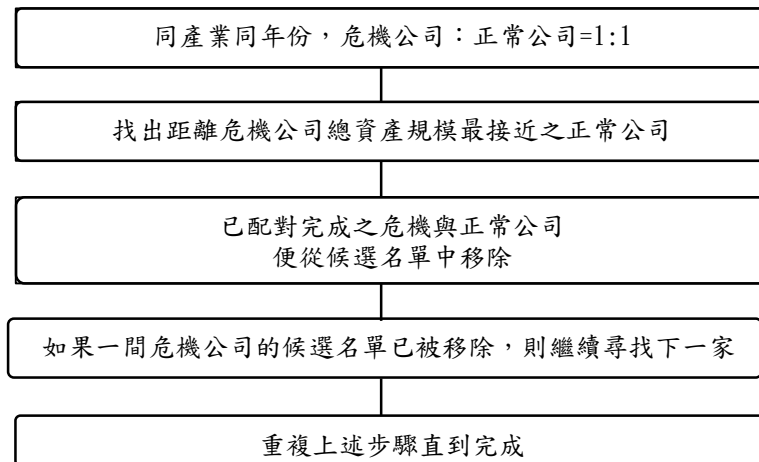 同產業同年份，危機公司：正常公司=1:1
找出距離危機公司總資產規模最接近之正常公司
已配對完成之危機與正常公司
便從候選名單中移除
如果一間危機公司的候選名單已被移除，則繼續尋找下一家
重複上述步驟直到完成